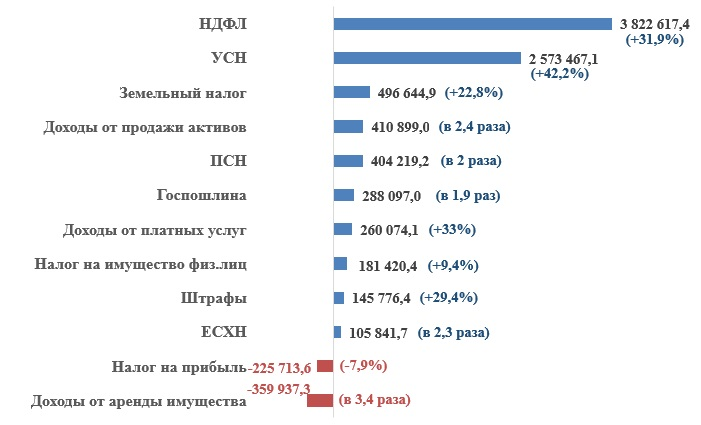 НДФЛ 3 822 617,4
(+31,9%)
УСН 2 573 467,1
(+42,2%)
Земельный налог 496 644,9 (+22,8%)
Доходы от продажи активов 410 899,0 (в 2,4 раза)
ПСН 404 219,2 (в 2 раза)
Госпошлина 288 097,0 (в 1,9 раз)
Доходы от платных услуг 260 074,1 (+33%)
Налог на имущество физ.лиц 181 420,4 (+9,4%)
Штрафы 145 776,4 (+29,4%)
ЕСХН 105 841,7 (в 2,3 раза)
Налог на прибыль -225 713,6 (-7,9%)
-359 937,3
Доходы от аренды имущества (в 3,4 раза)